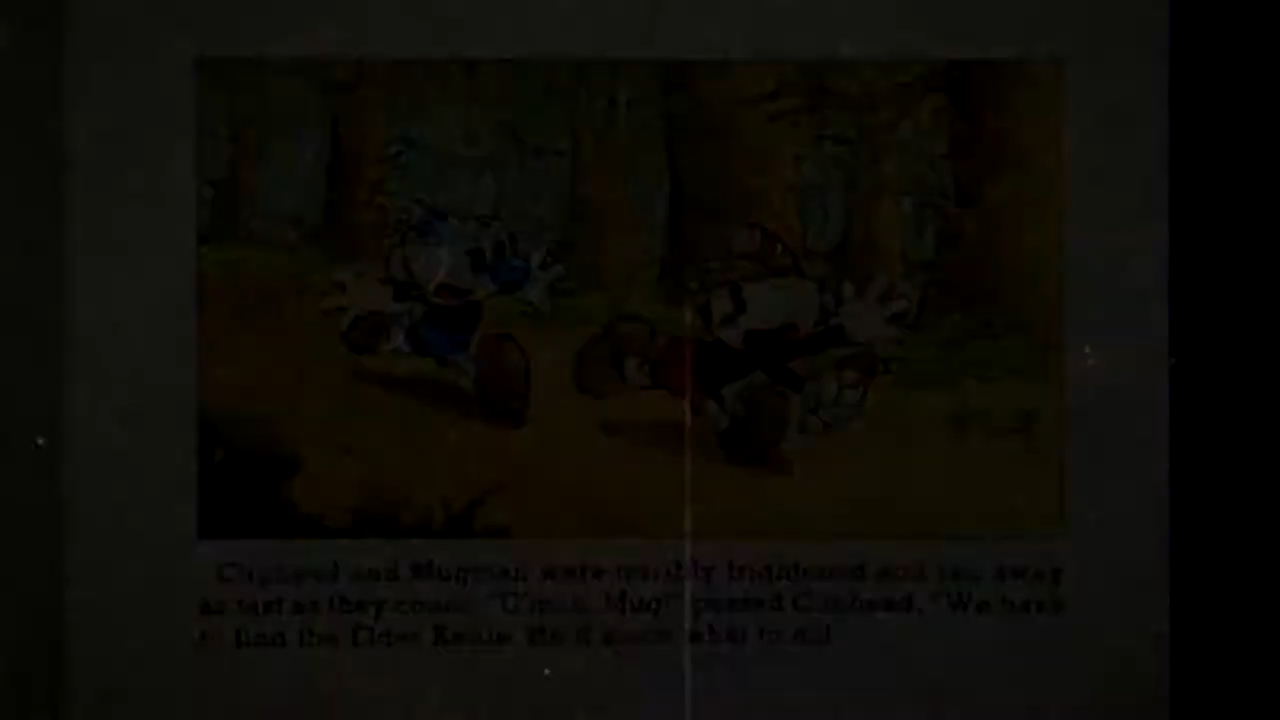 Cuphead and Mugman were terribly frightened and ran away
as fast as they could. "C'mon, Mug!" panted Cuphead. "We have
to find the Elder Kettle. He'll know what to do!